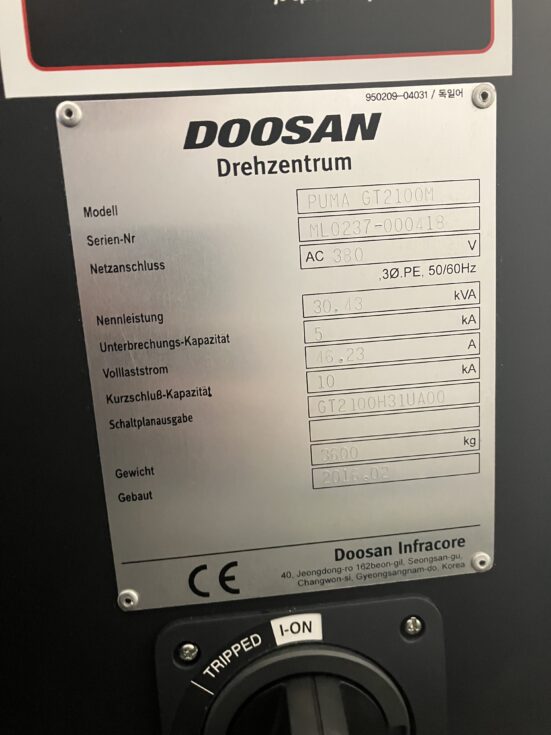 950209-04031 / 독일어
DOOSAN
Drehzentrum
Modell PUMA GT2100M
Serien-Nr ML0237-000418
Netzanschluss AC 380 V
,3Ø.PE, 50/60Hz
Nennleistung 30.43 kVA
Unterbrechungs-Kapazitat 5 kA
Volllaststrom 46.23 A
Kurzschluß-Kapazität 10 kA
Schaltplanausgabe GT2100H31UA00
Gewicht 3600 kg
Gebaut 2016.02
Doosan Infracore
40, Jeongdong-ro 162beon-gil, Seongsan-gu,
Changwon-si, Gyeongsangnam-do, Korea
CE
TRIPPED I-ON